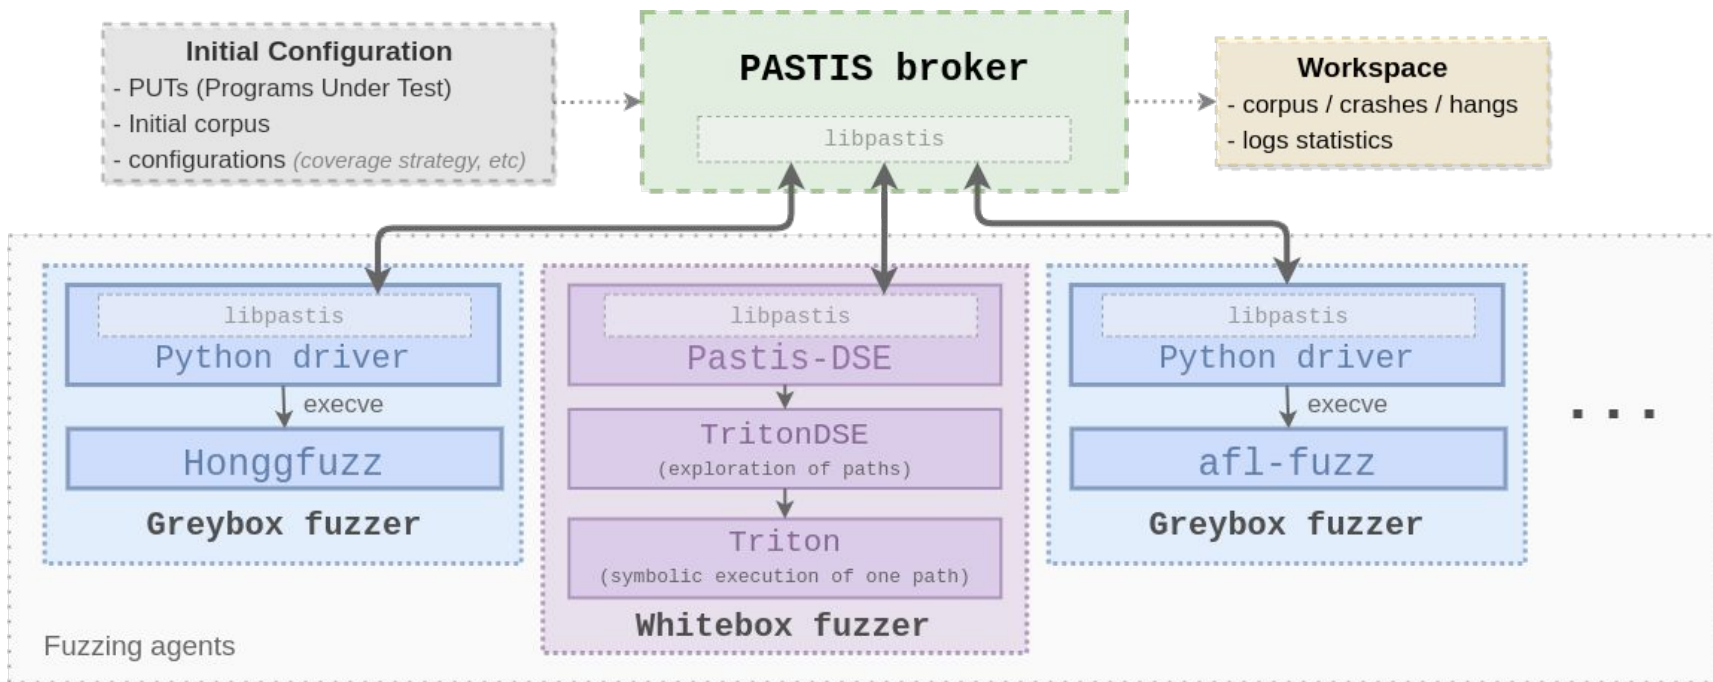 Initial Configuration
- PUTs (Programs Under Test)
- Initial corpus
- configurations (coverage strategy, etc)
PASTIS broker
libpastis
Workspace
- corpus / crashes / hangs
- logs statistics
libpastis
Python driver
execve
Honggfuzz
Greybox fuzzer
libpastis
Pastis-DSE
TritonDSE
(exploration of paths)
Triton
(symbolic execution of one path)
Whitebox fuzzer
libpastis
Python driver
execve
afl-fuzz
Greybox fuzzer
...
Fuzzing agents